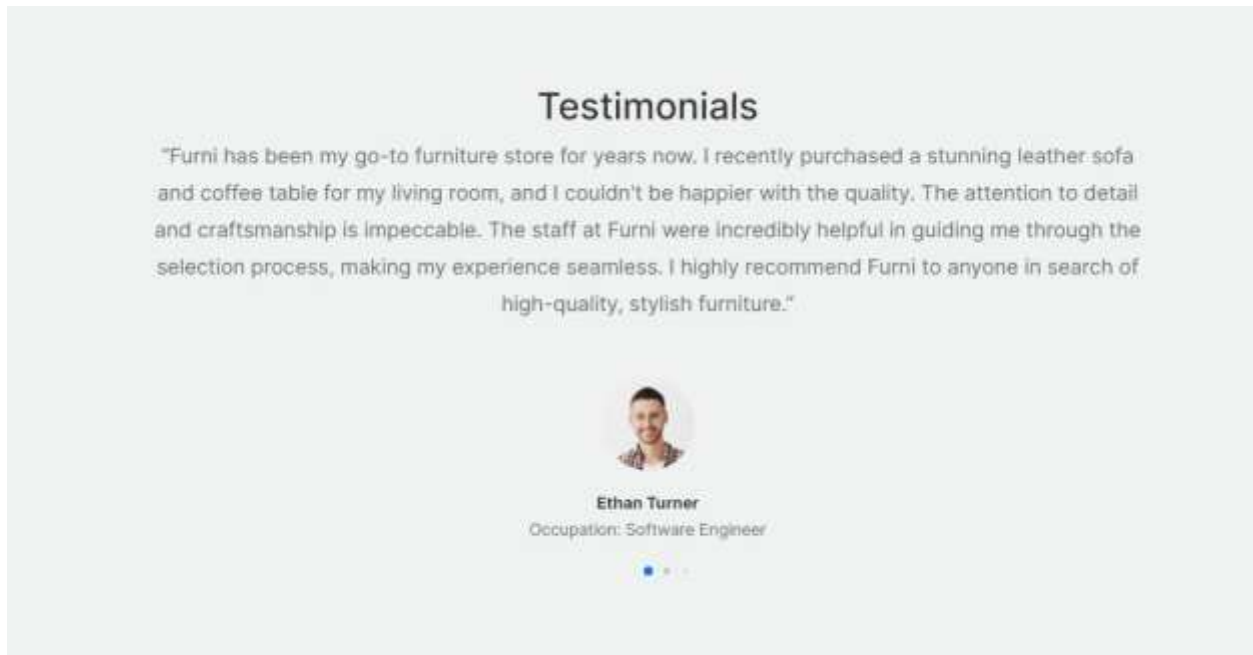 Testimonials
"Furni has been my go-to furniture store for years now. I recently purchased a stunning leather sofa
and coffee table for my living room, and I couldn't be happier with the quality. The attention to detail
and craftsmanship is impeccable. The staff at Furni were incredibly helpful in guiding me through the
selection process, making my experience seamless. I highly recommend Furni to anyone in search of
high-quality, stylish furniture."
Ethan Turner
Occupation: Software Engineer